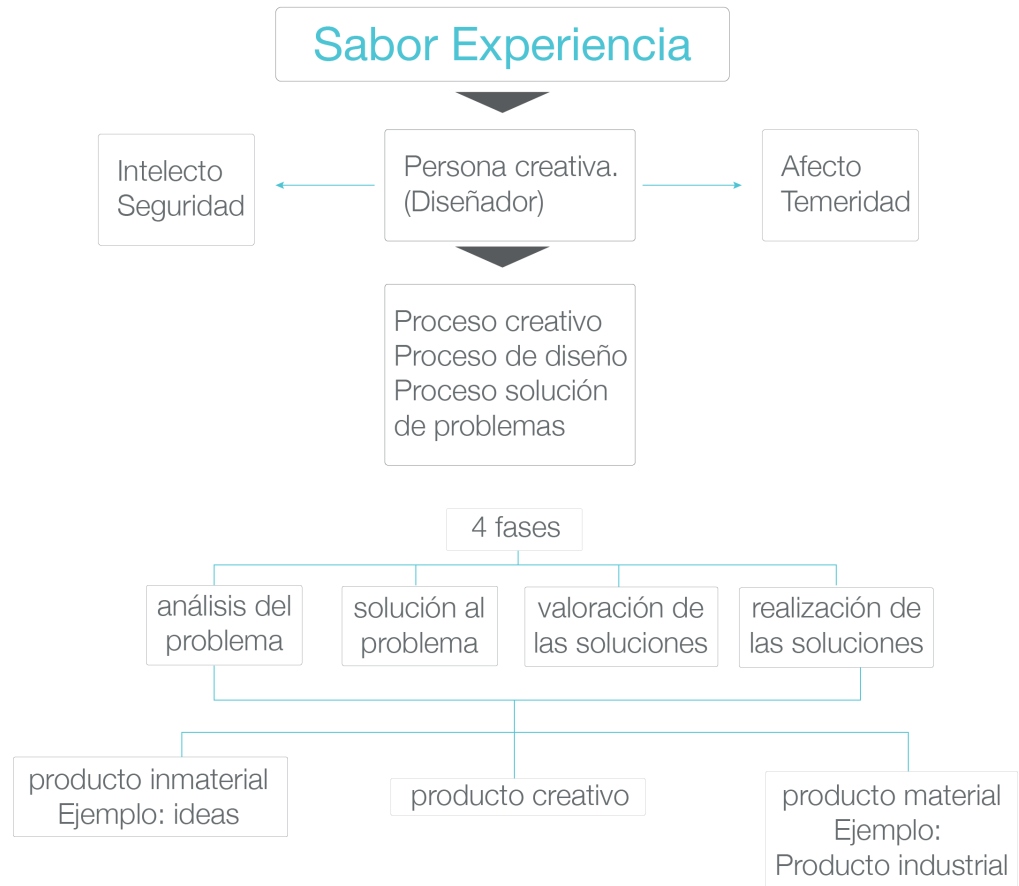 Sabor Experiencia
Intelecto
Seguridad
Persona creativa.
(Diseñador)
Afecto
Temeridad
Proceso creativo
Proceso de diseño
Proceso solución
de problemas
4 fases
análisis del
problema
solución al
problema
valoración de
las soluciones
realización de
las soluciones
producto inmaterial
Ejemplo: ideas
producto creativo
producto material
Ejemplo:
Producto industrial